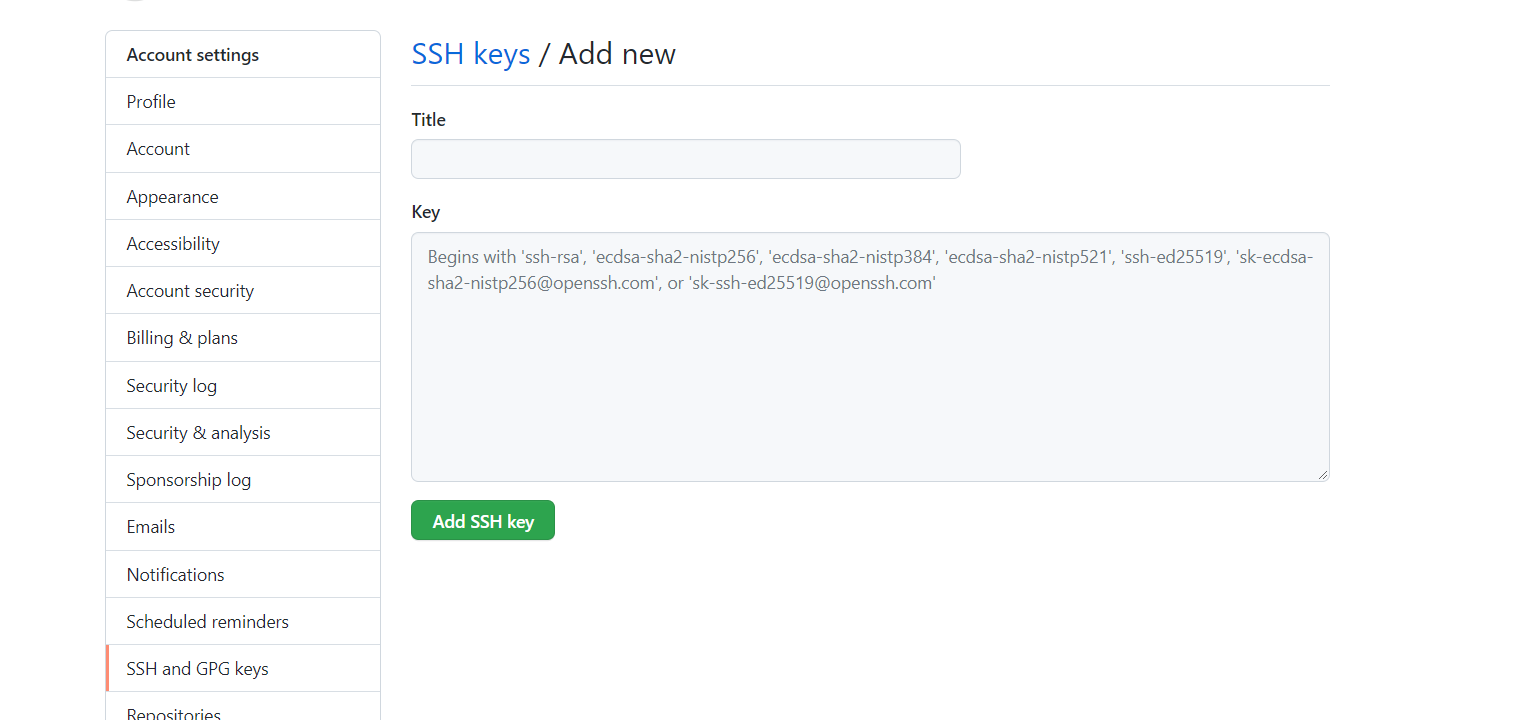 Account settings
Profile
Account
Appearance
Accessibility
Account security
Billing & plans
Security log
Security & analysis
Sponsorship log
Emails
Notifications
Scheduled reminders
SSH and GPG keys
Repositories
SSH keys / Add new
Title
Key
Begins with 'ssh-rsa', 'ecdsa-sha2-nistp256', 'ecdsa-sha2-nistp384', 'ecdsa-sha2-nistp521', 'ssh-ed25519', 'sk-ecdsa-
sha2-nistp256@openssh.com', or 'sk-ssh-ed25519@openssh.com'
Add SSH key